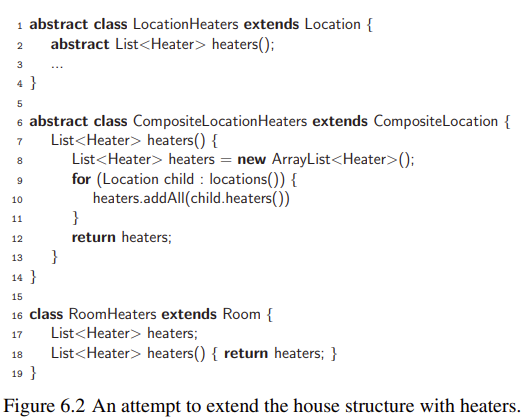 1 abstract class LocationHeaters extends Location {
2 abstract List<Heater> heaters();
3 ...
4 }
5
6 abstract class CompositeLocationHeaters extends CompositeLocation {
7 List<Heater> heaters() {
8 List<Heater> heaters = new ArrayList<Heater>();
9 for (Location child : locations()) {
10 heaters.addAll(child.heaters())
11 }
12 return heaters;
13 }
14 }
15
16 class RoomHeaters extends Room {
17 List<Heater> heaters;
18 List<Heater> heaters() { return heaters; }
19 }
Figure 6.2 An attempt to extend the house structure with heaters.